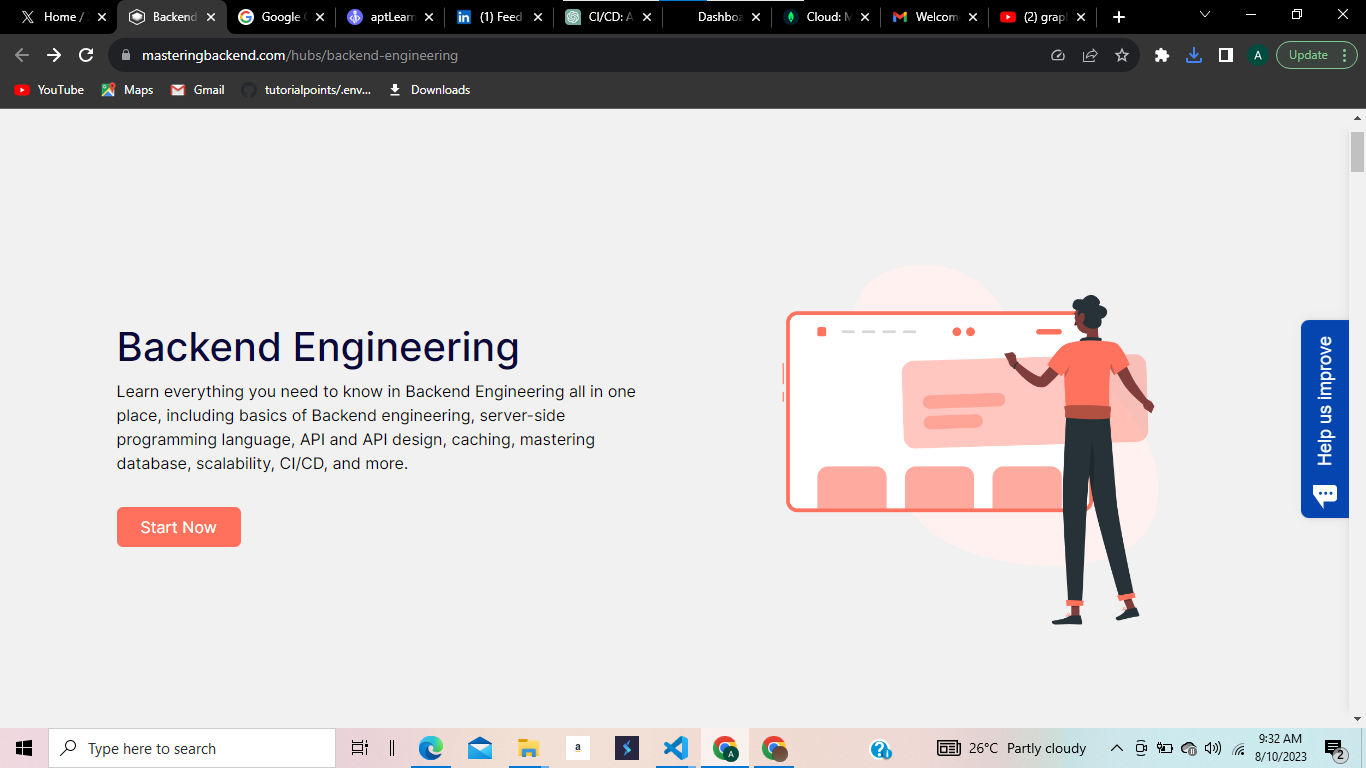 Home /
Backend
Google
aptLearn
(1) Feed
CI/CD: A
Dashboa
Cloud: M
Welcom
(2) grap
masteringbackend.com/hubs/backend-engineering
A
Update
YouTube
Maps
Gmail
tutorialpoints/.env...
Downloads
Backend Engineering
Learn everything you need to know in Backend Engineering all in one
place, including basics of Backend engineering, server-side
programming language, API and API design, caching, mastering
database, scalability, CI/CD, and more.
Start Now
Help us improve
Type here to search
a
A
26°C Partly cloudy
9:32 AM
8/10/2023
2